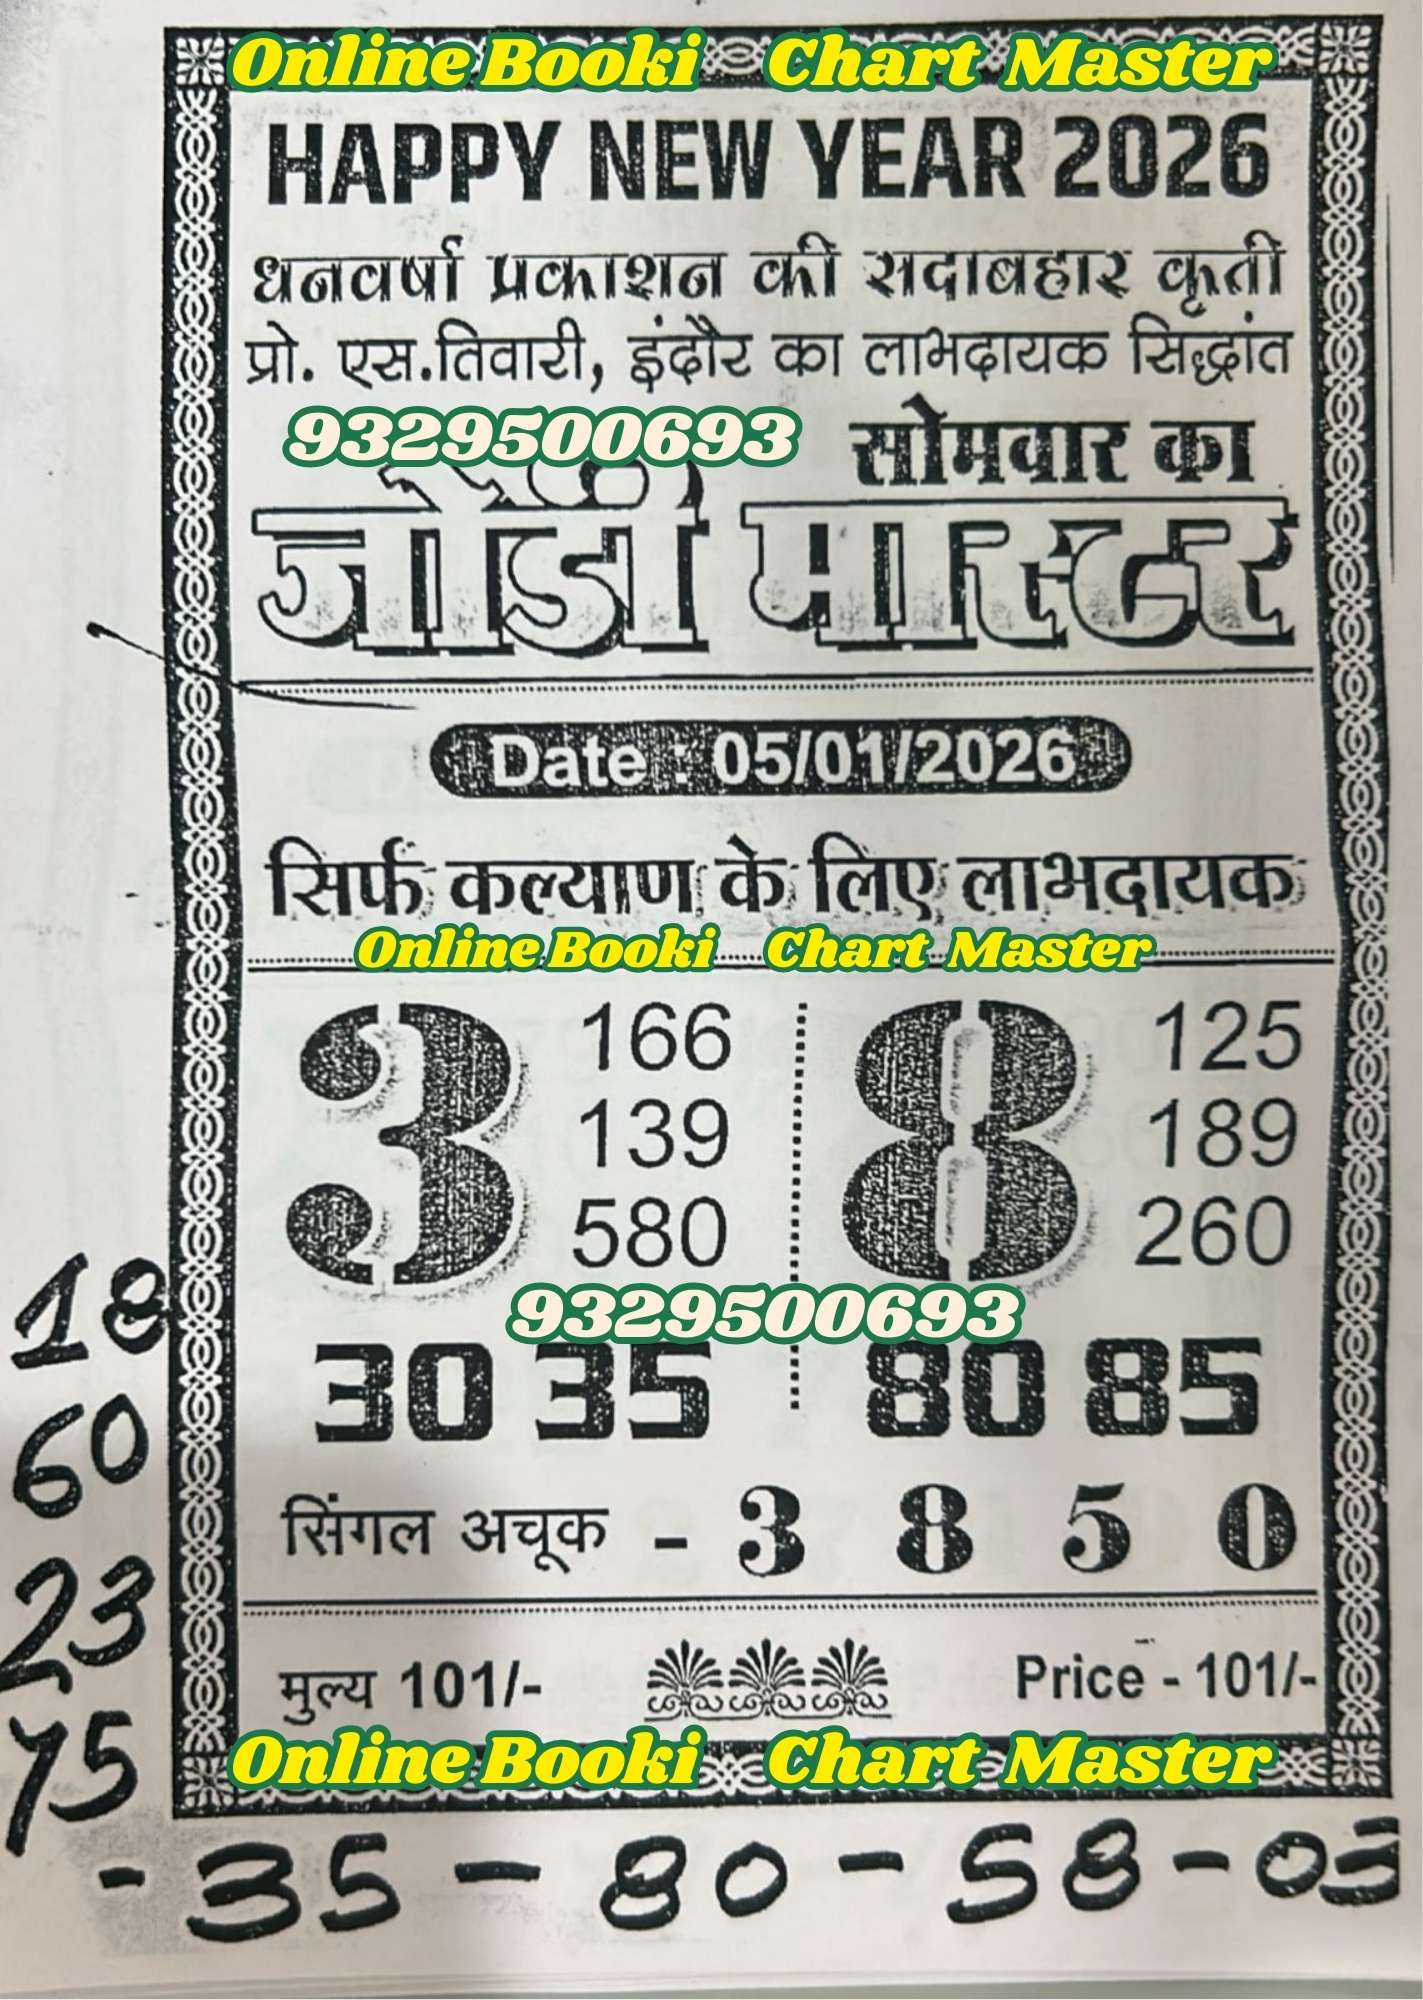 Online Booki Chart Master
HAPPY NEW YEAR 2026
धनवर्षा प्रकाशन की सदाबहार कृती
प्रो. एस.तिवारी, इंदौर का लाभदायक सिद्धांत
9329500693 सोमवार का
जोडी मास्टर
Date : 05/01/2026
सिर्फ कल्याण के लिए लाभदायक
Online Booki Chart Master
3 166 8 125
139 189
580 260
9329500693
30 35 80 85
सिंगल अचूक - 3 8 5 0
मुल्य 101/- Price - 101/-
Online Booki Chart Master
18
60
23
75
- 35 - 80 - 58 - 03